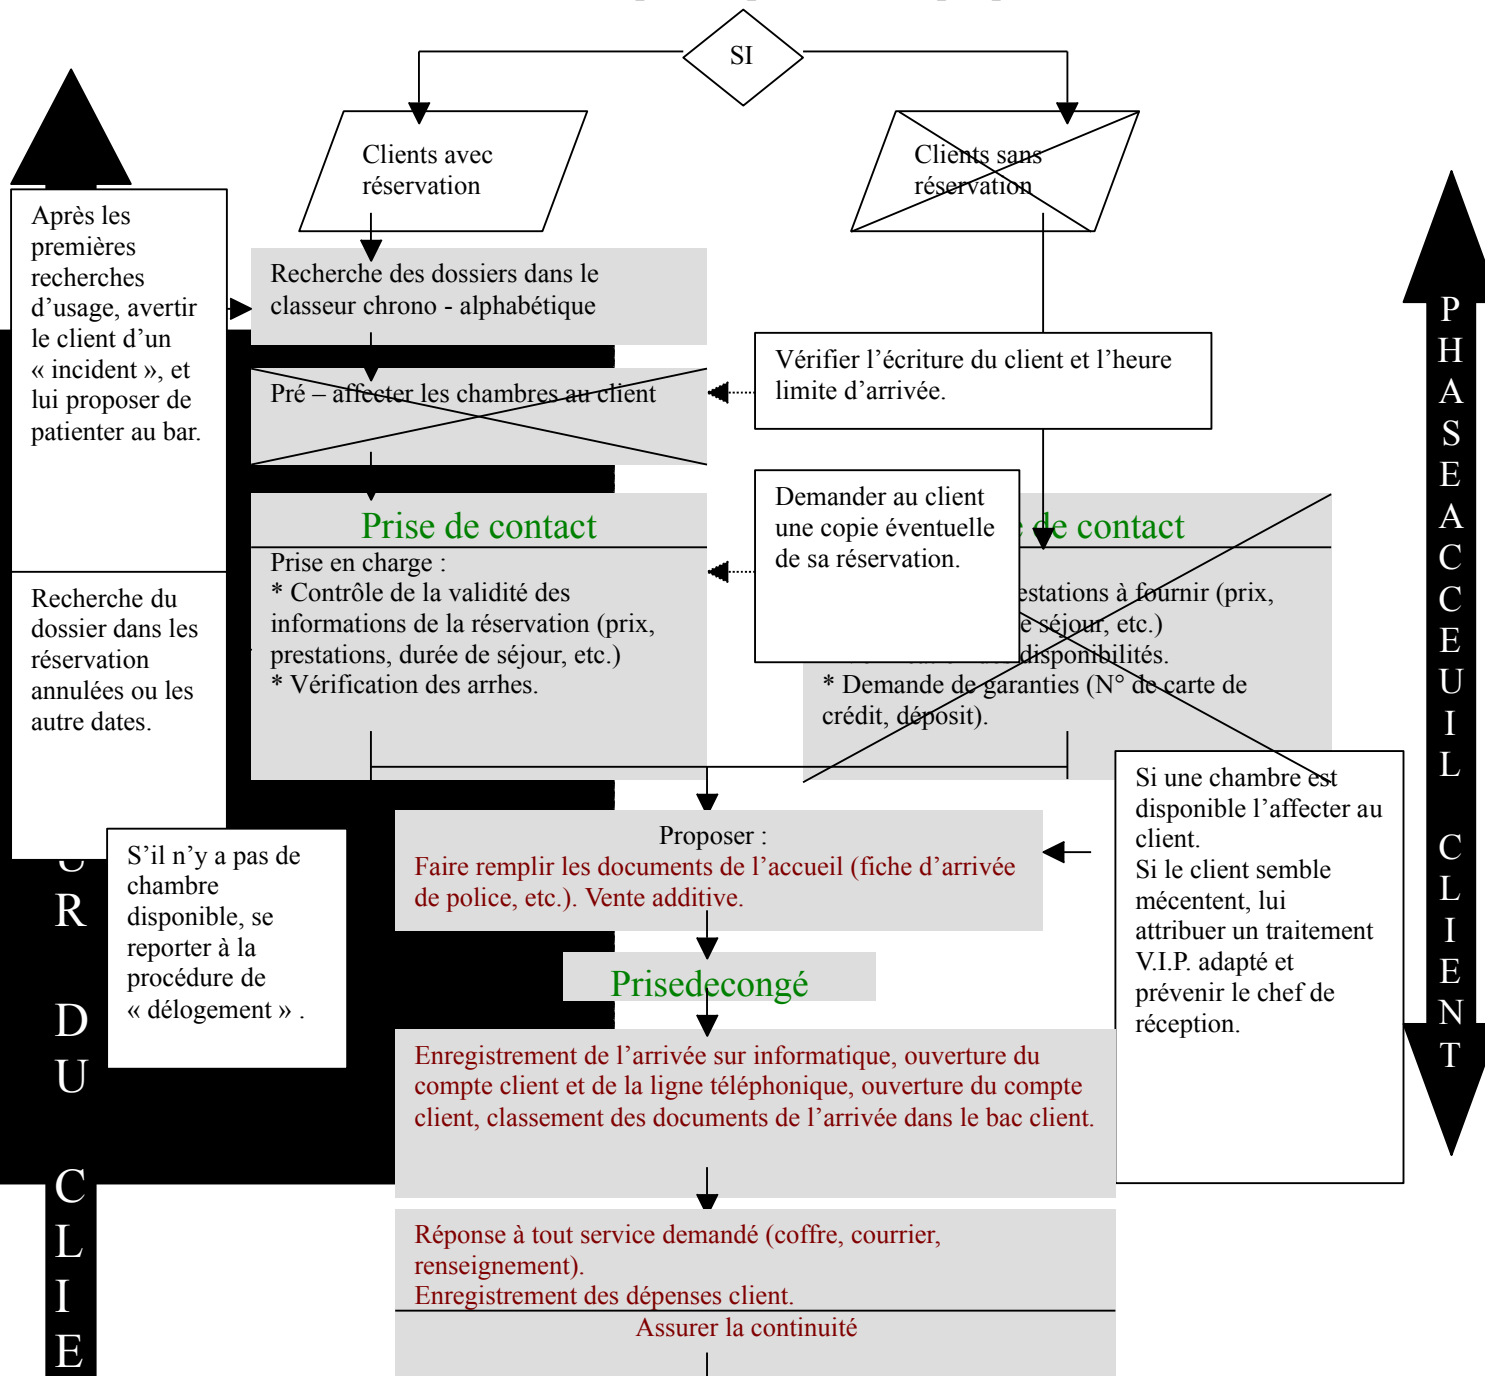 SI
Clients avec
réservation
Clients sans
réservation
Après les
premières
recherches
d’usage, avertir
le client d’un
« incident », et
lui proposer de
patienter au bar.
Recherche des dossiers dans le
classeur chrono - alphabétique
Vérifier l’écriture du client et l’heure
limite d’arrivée.
Pré – affecter les chambres au client
Demander au client
une copie éventuelle
de sa réservation.
Prise de contact
de contact
Prise en charge :
* Contrôle de la validité des
informations de la réservation (prix,
prestations, durée de séjour, etc.)
* Vérification des arrhes.
estations à fournir (prix,
e séjour, etc.)
disponibilités.
* Demande de garanties (N° de carte de
crédit, déposit).
Recherche du
dossier dans les
réservation
annulées ou les
autre dates.
Si une chambre est
disponible l’affecter au
client.
Si le client semble
mécentent, lui
attribuer un traitement
V.I.P. adapté et
prévenir le chef de
réception.
S’il n’y a pas de
chambre
disponible, se
reporter à la
procédure de
« délogement » .
Proposer :
Faire remplir les documents de l’accueil (fiche d’arrivée
de police, etc.). Vente additive.
Prisedecongé
Enregistrement de l’arrivée sur informatique, ouverture du
compte client et de la ligne téléphonique, ouverture du compte
client, classement des documents de l’arrivée dans le bac client.
Réponse à tout service demandé (coffre, courrier,
renseignement).
Enregistrement des dépenses client.
Assurer la continuité
R DU CLIE
PHASEACCEUIL CLIENT